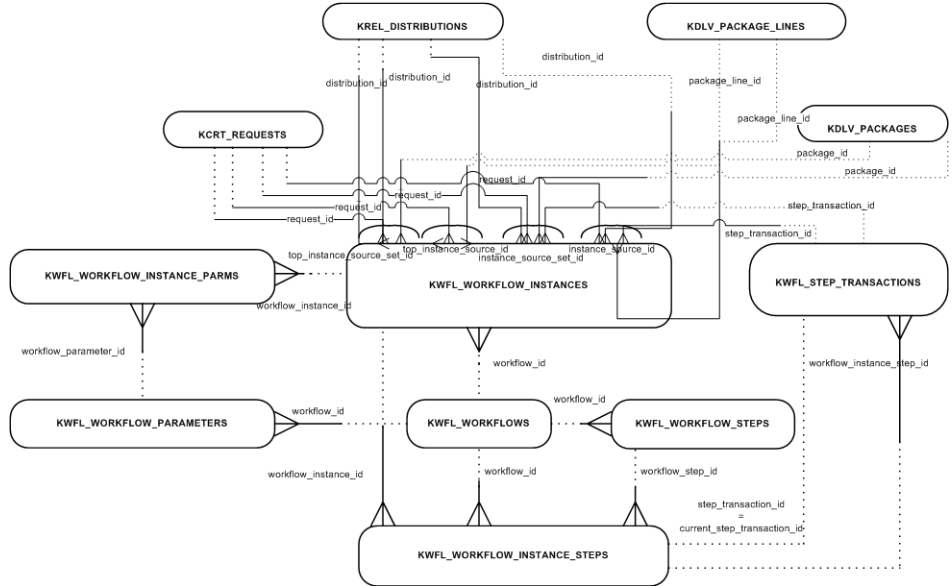 KREL_DISTRIBUTIONS
KDLV_PACKAGE_LINES
distribution_id
distribution_id
distribution_id
distribution_id
package_line_id
package_line_id
KCRT_REQUESTS
KDLV_PACKAGES
package_id
package_id
request_id
request_id
request_id
request_id
step_transaction_id
step_transaction_id
top_instance_source_set_id
top_instance_source_id
instance_source_set_id
instance_source_id
KWFL_WORKFLOW_INSTANCE_PARMS
KWFL_WORKFLOW_INSTANCES
KWFL_STEP_TRANSACTIONS
workflow_instance_id
workflow_parameter_id
workflow_id
workflow_instance_step_id
workflow_id
workflow_id
KWFL_WORKFLOW_PARAMETERS
KWFL_WORKFLOWS
KWFL_WORKFLOW_STEPS
workflow_instance_id
workflow_id
workflow_step_id
step_transaction_id
=
current_step_transaction_id
KWFL_WORKFLOW_INSTANCE_STEPS